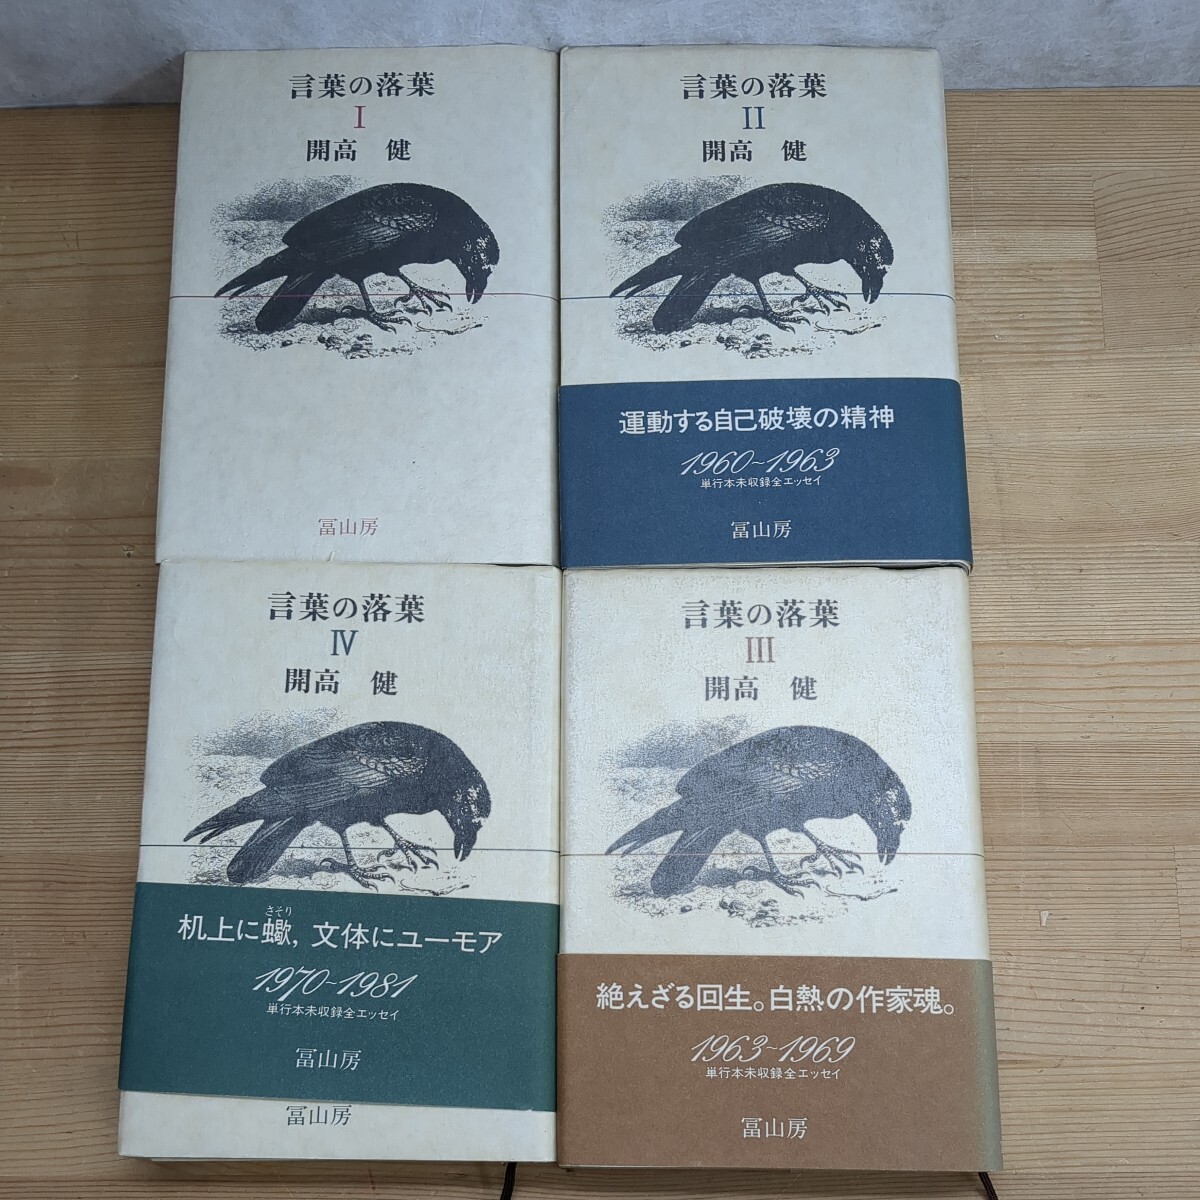 言葉の落葉
I
開高 健
冨山房
言葉の落葉
II
開高 健
運動する自己破壊の精神
1960~1963
単行本未収録全エッセイ
冨山房
言葉の落葉
IV
開高 健
さそり
机上に蠍，文体にユーモア
1970~1981
単行本未収録全エッセイ
冨山房
冨山房
言葉の落葉
III
開高 健
絶えざる回生。白熱の作家魂。
1963~1969
単行本未収録全エッセイ
冨山房